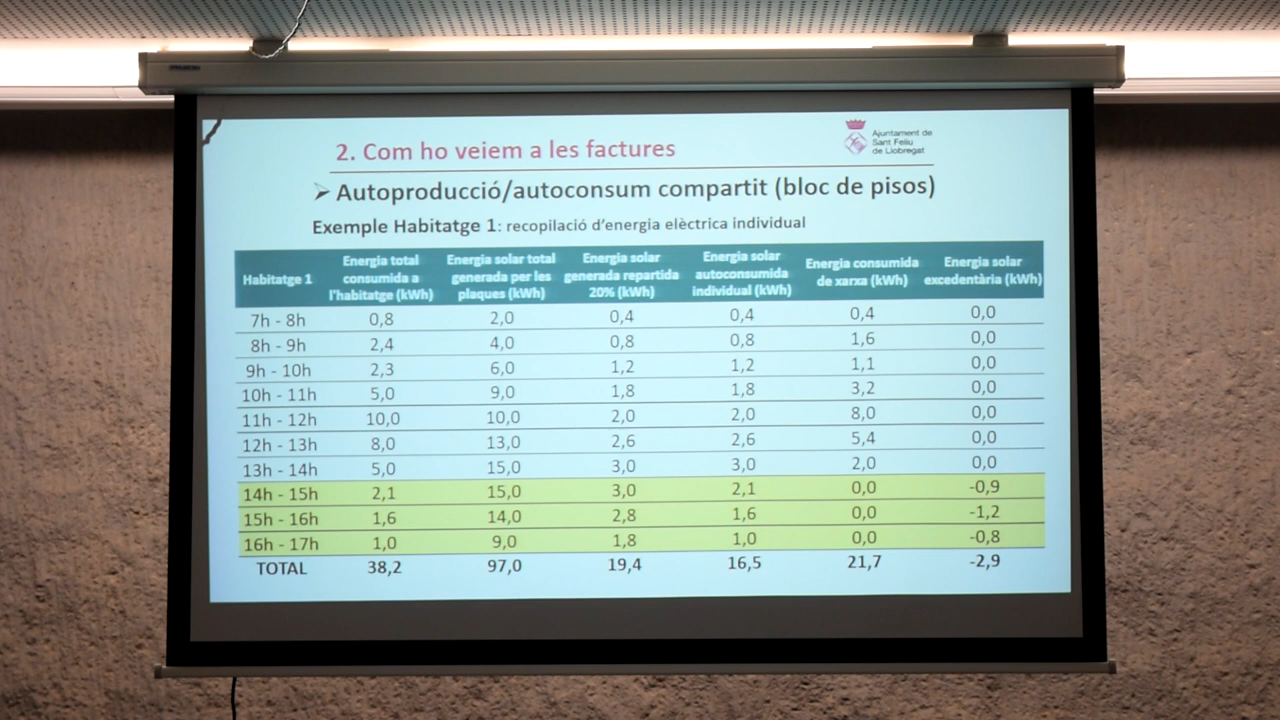 2. Com ho veiem a les factures
Ajuntament de
Sant Feliu
de Llobregat
➢ Autoproducció/autoconsum compartit (bloc de pisos)
Exemple Habitatge 1: recopilació d'energia elèctrica individual
Habitatge 1 Energia total consumida a l'habitatge (kWh) Energia solar total generada per les plaques (kWh) Energia solar generada repartida 20% (kWh) Energia solar autoconsumida individual (kWh) Energia consumida de xarxa (kWh) Energia solar excedentària (kWh)
7h - 8h 0,8 2,0 0,4 0,4 0,4 0,0
8h - 9h 2,4 4,0 0,8 0,8 1,6 0,0
9h - 10h 2,3 6,0 1,2 1,2 1,1 0,0
10h - 11h 5,0 9,0 1,8 1,8 3,2 0,0
11h - 12h 10,0 10,0 2,0 2,0 8,0 0,0
12h - 13h 8,0 13,0 2,6 2,6 5,4 0,0
13h - 14h 5,0 15,0 3,0 3,0 2,0 0,0
14h - 15h 2,1 15,0 3,0 2,1 0,0 -0,9
15h - 16h 1,6 14,0 2,8 1,6 0,0 -1,2
16h - 17h 1,0 9,0 1,8 1,0 0,0 -0,8
TOTAL 38,2 97,0 19,4 16,5 21,7 -2,9